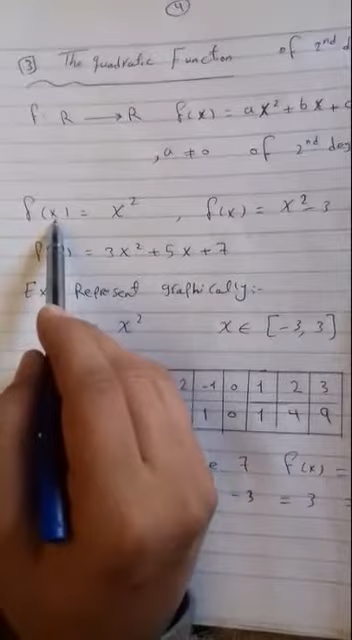 4
(3) The quadratic Function of 2nd d
f: R → R f(x) = ax² + bx + c
, a ≠ 0 of 2nd deg
f(x) = x² , f(x) = x² - 3
) = 3x² + 5x + 7
Ex Represent graphically:-
x² x ∈ [-3, 3]
2 -1 0 1 2 3
1 0 1 4 9
7 f(x) =
-3 = 3 =